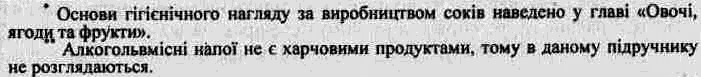 * Основи гігієнічного нагляду за виробництвом соків наведено у главі «Овочі,
ягоди та фрукти».
** Алкогольвмісні напої не є харчовими продуктами, тому в даному підручнику
не розглядаються.